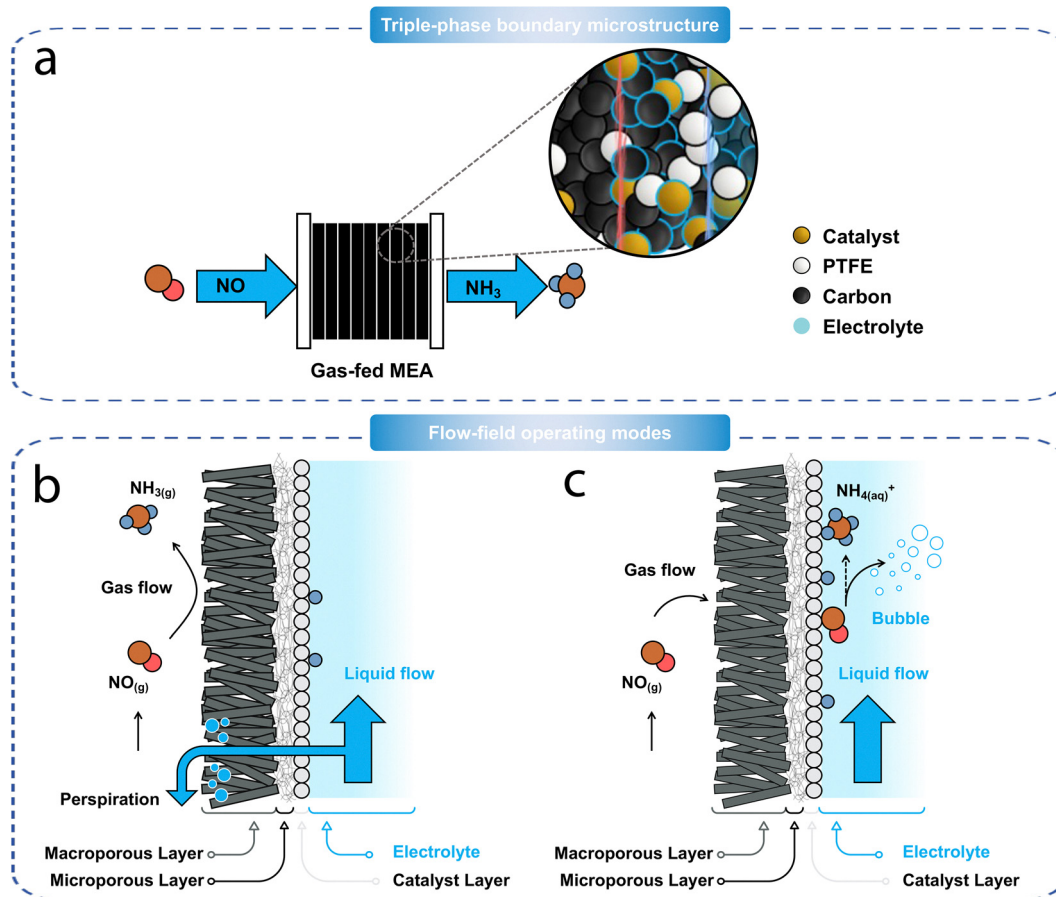 Triple-phase boundary microstructure
a
NO
NH3
Gas-fed MEA
Catalyst
PTFE
Carbon
Electrolyte
Flow-field operating modes
b
NH3(g)
Gas flow
NO(g)
Liquid flow
Perspiration
Macroporous Layer
Microporous Layer
Electrolyte
Catalyst Layer
c
NH4(aq)+
Gas flow
Bubble
NO(g)
Liquid flow
Macroporous Layer
Microporous Layer
Electrolyte
Catalyst Layer